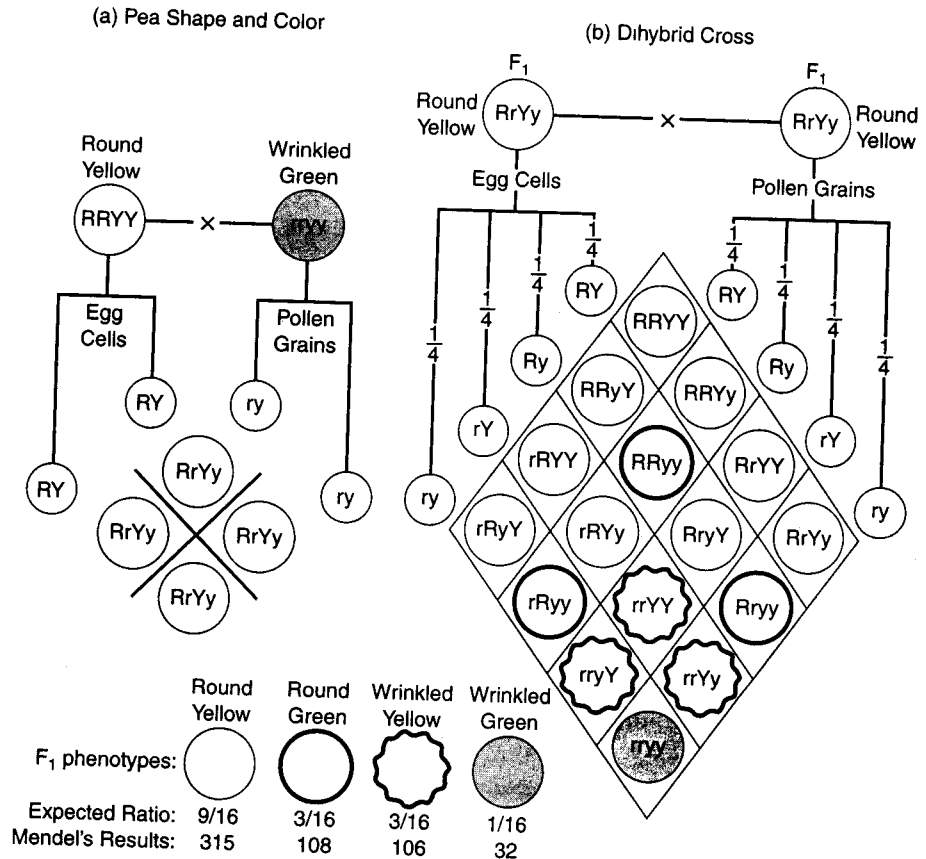 (a) Pea Shape and Color
Round
Yellow
RRYY
×
Wrinkled
Green
rryy
Egg
Cells
Pollen
Grains
RY
RY
ry
ry
RrYy
RrYy
RrYy
RrYy
(b) Dihybrid Cross
F1
Round
Yellow
RrYy
×
F1
RrYy
Round
Yellow
Egg Cells
Pollen Grains
1/4
1/4
1/4
1/4
1/4
1/4
1/4
1/4
RY
Ry
rY
ry
RY
Ry
rY
ry
RRYY
RRyY
RRYy
rRYY
RRyy
RrYY
rRyY
rRYy
RryY
RrYy
rRyy
rrYY
Rryy
rryY
rrYy
rryy
Round
Yellow
Round
Green
Wrinkled
Yellow
Wrinkled
Green
F1 phenotypes:
Expected Ratio: 9/16 3/16 3/16 1/16
Mendel's Results: 315 108 106 32